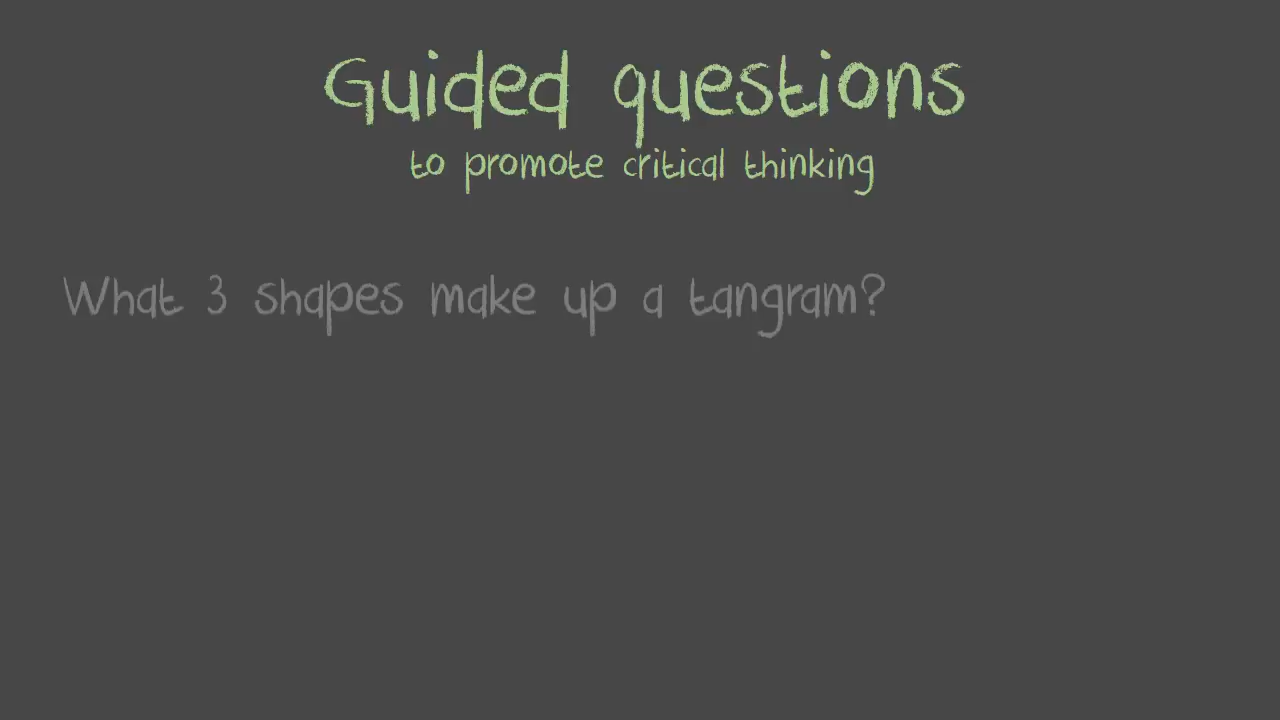 Guided questions
to promote critical thinking
What 3 shapes make up a tangram?